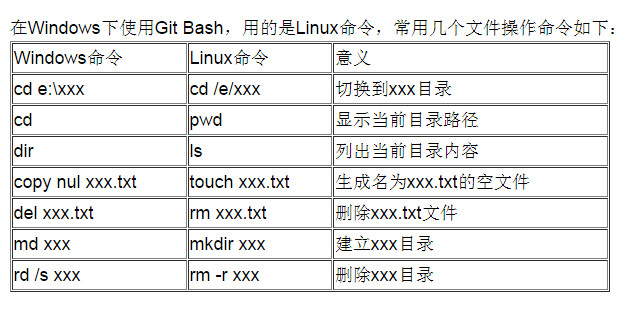 在Windows下使用Git Bash，用的是Linux命令，常用几个文件操作命令如下：
Windows命令 Linux命令 意义
cd e:\xxx cd /e/xxx 切换到xxx目录
cd pwd 显示当前目录路径
dir ls 列出当前目录内容
copy nul xxx.txt touch xxx.txt 生成名为xxx.txt的空文件
del xxx.txt rm xxx.txt 删除xxx.txt文件
md xxx mkdir xxx 建立xxx目录
rd /s xxx rm -r xxx 删除xxx目录